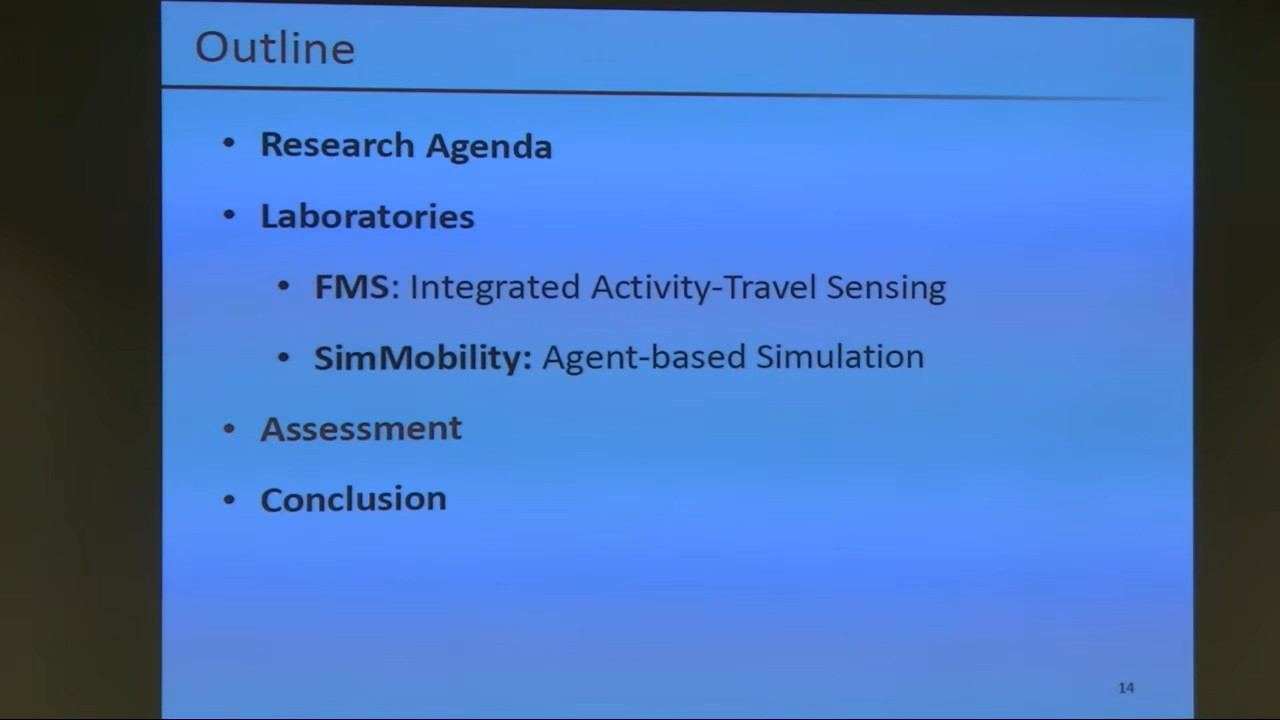 Outline
• Research Agenda
• Laboratories
• FMS: Integrated Activity-Travel Sensing
• SimMobility: Agent-based Simulation
• Assessment
• Conclusion
14